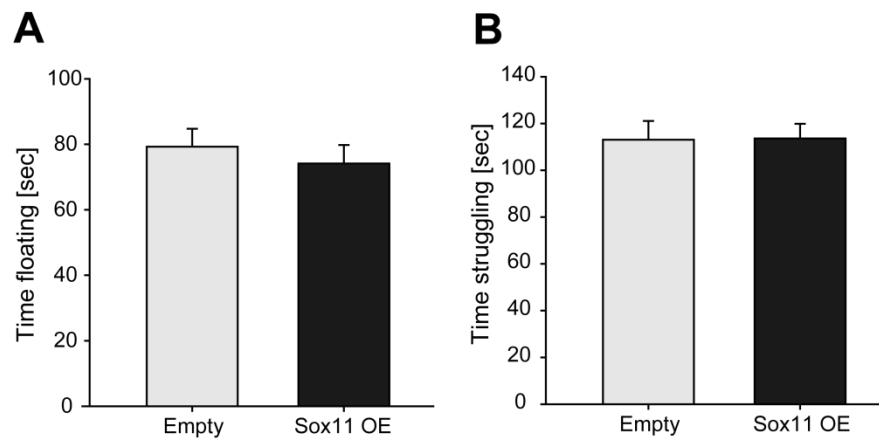 A
Time floating [sec]
100
80
60
40
20
0
Empty
Sox11 OE
B
Time struggling [sec]
140
120
100
80
60
40
20
0
Empty
Sox11 OE